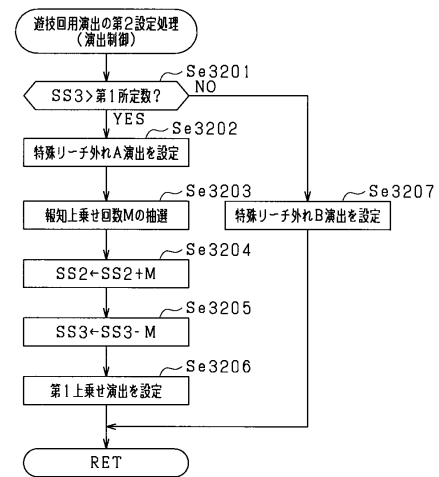 遊技回用演出の第2設定処理
(演出制御)
Se3201
SS3>第1所定数?
NO
YES
Se3202
特殊リーチ外れA演出を設定
Se3203
報知上乗せ回数Mの抽選
Se3207
特殊リーチ外れB演出を設定
Se3204
SS2←SS2+M
Se3205
SS3←SS3-M
Se3206
第1上乗せ演出を設定
RET